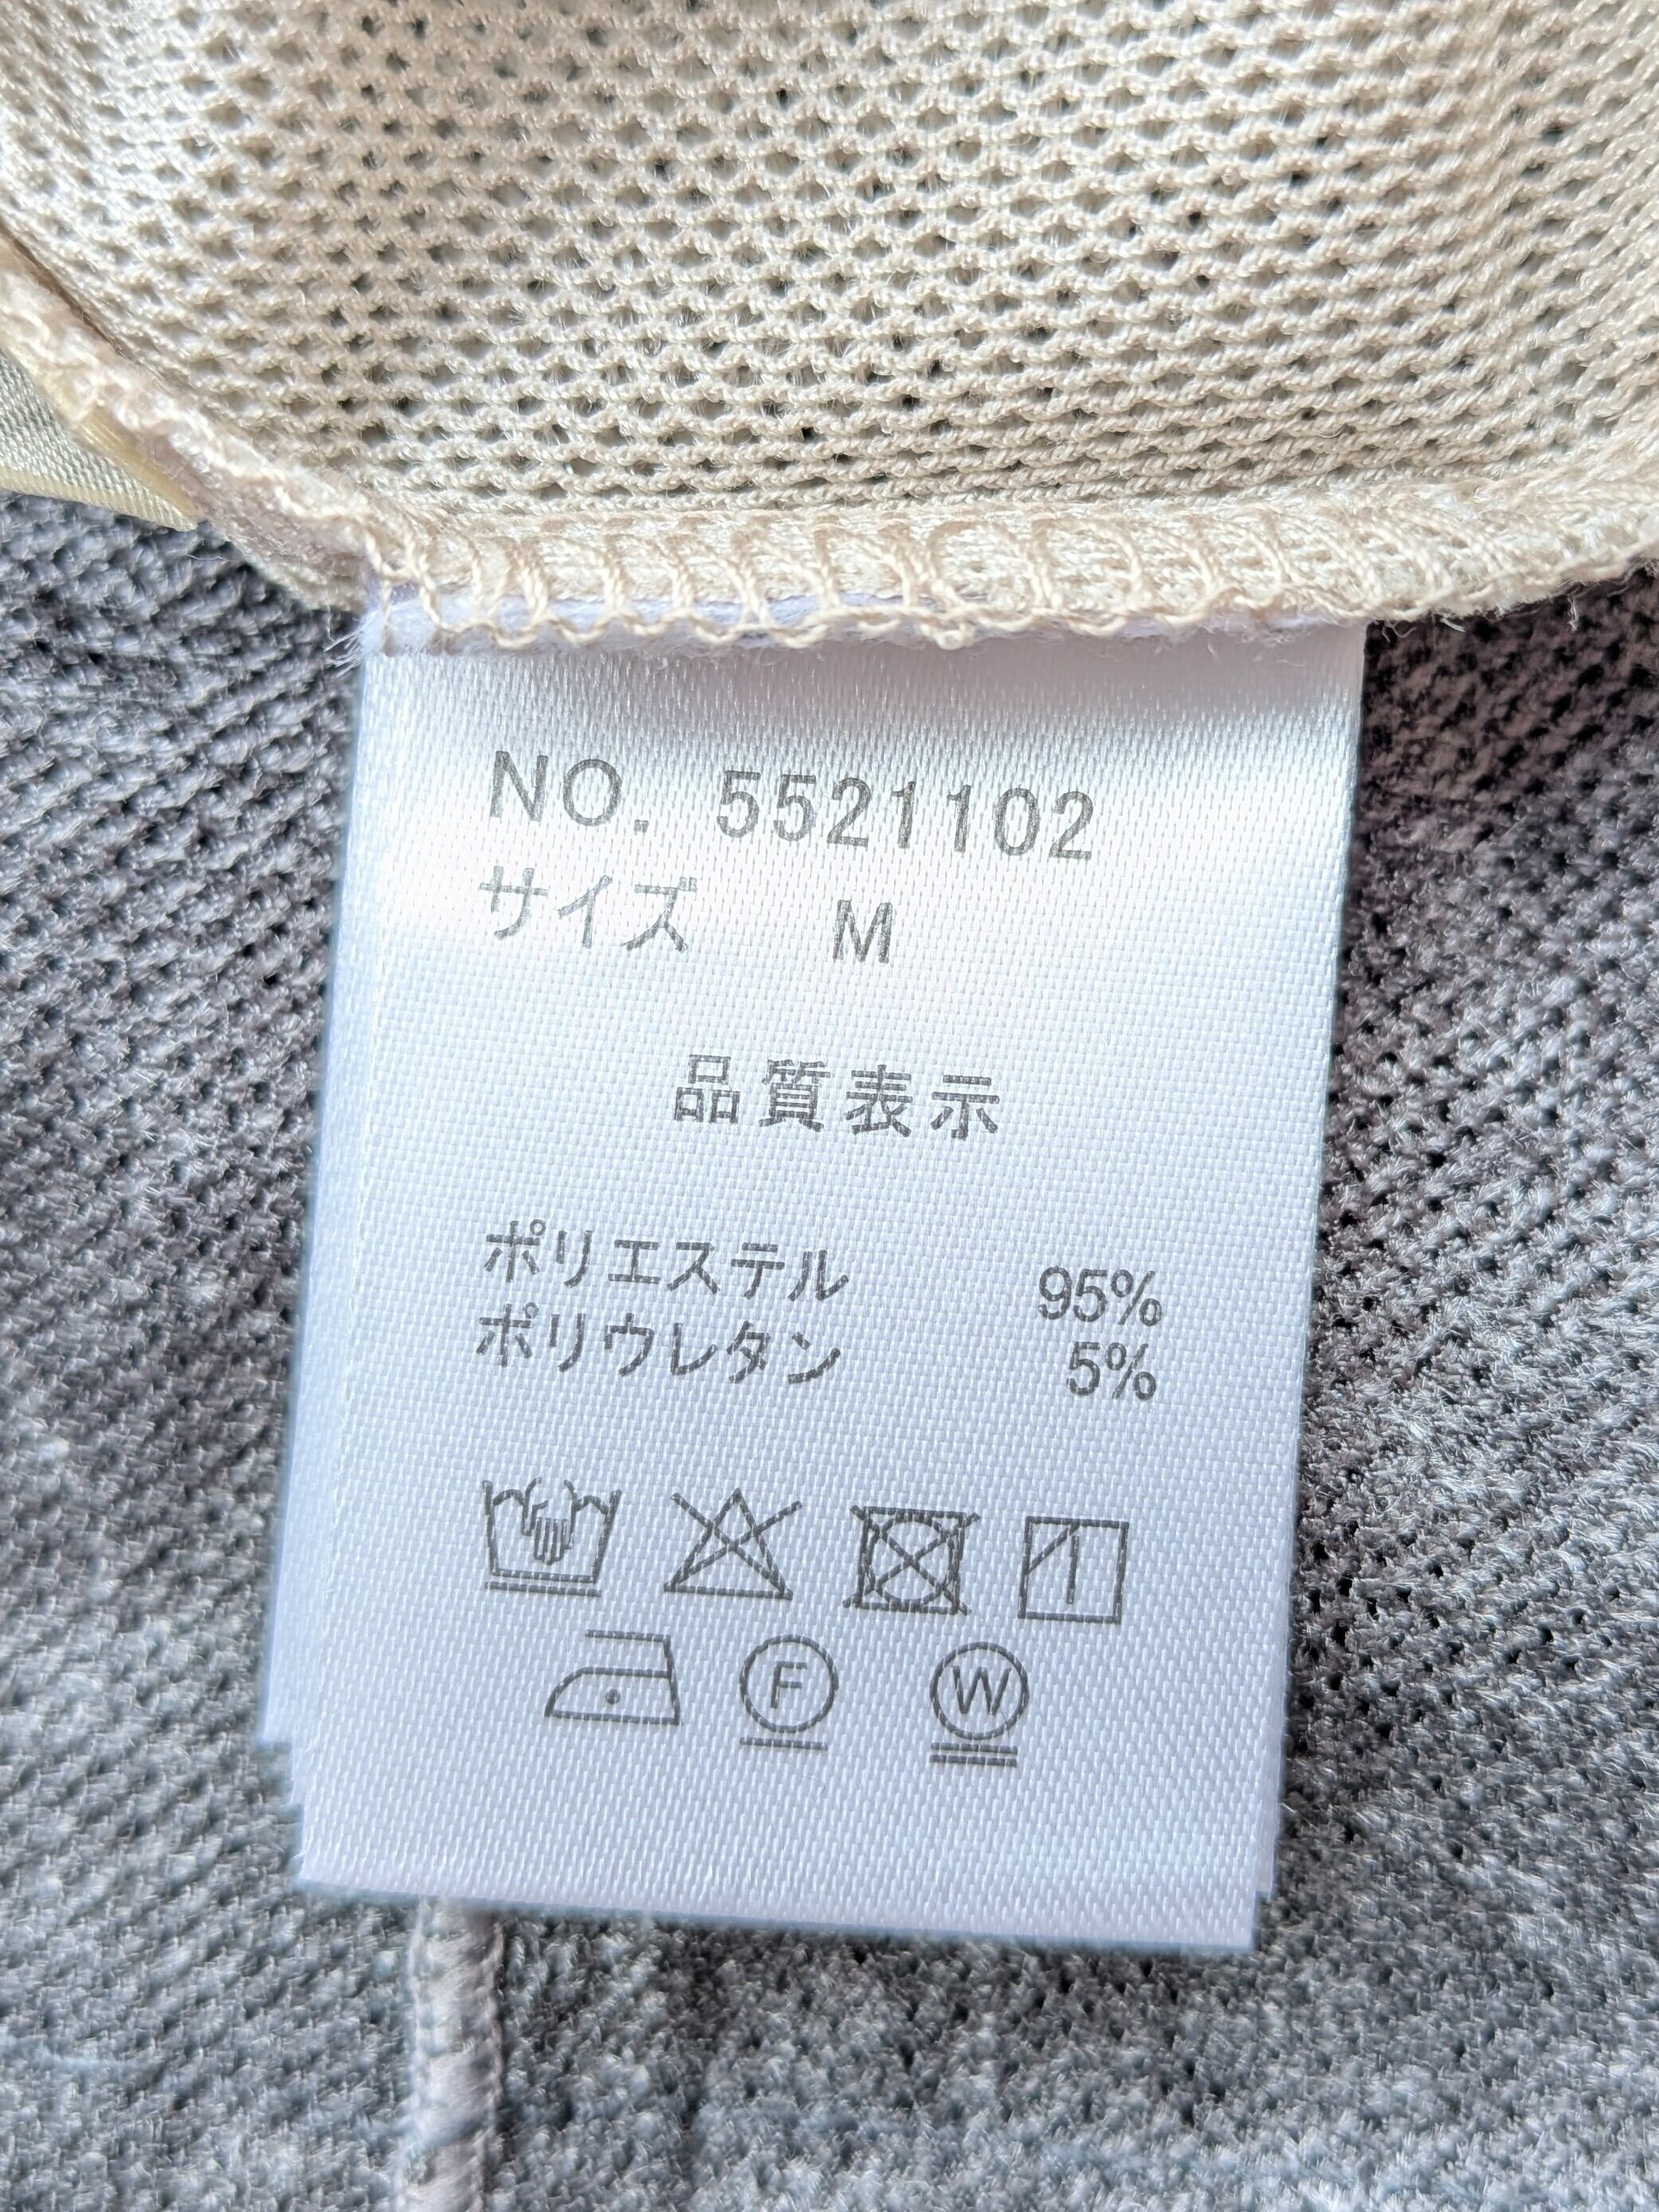 NO. 5521102
サイズ M
品質表示
ポリエステル 95%
ポリウレタン 5%
F W